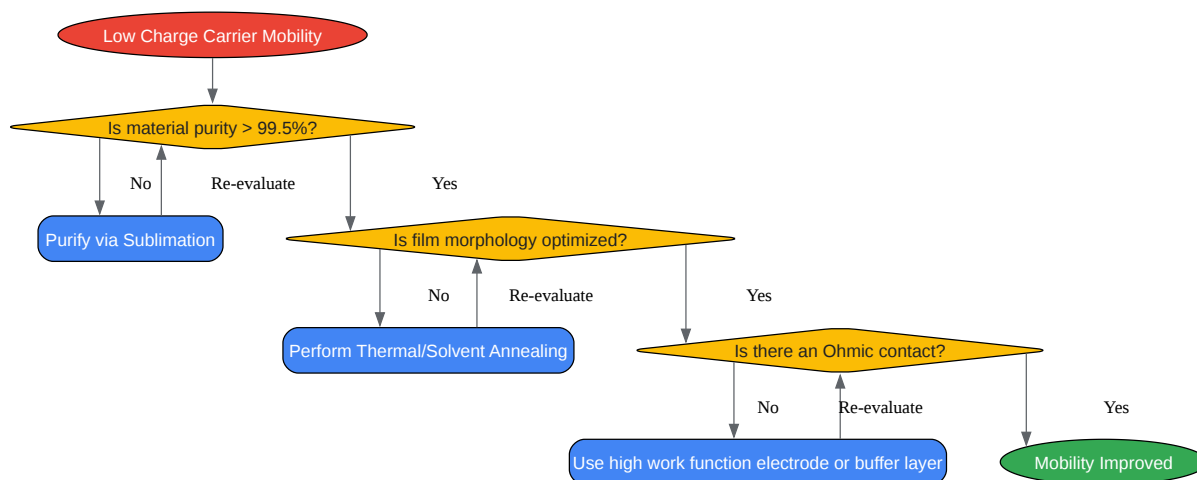 Low Charge Carrier Mobility
Is material purity > 99.5%?
No
Re-evaluate
Yes
Purify via Sublimation
Is film morphology optimized?
No
Re-evaluate
Yes
Perform Thermal/Solvent Annealing
Is there an Ohmic contact?
No
Re-evaluate
Yes
Use high work function electrode or buffer layer
Mobility Improved